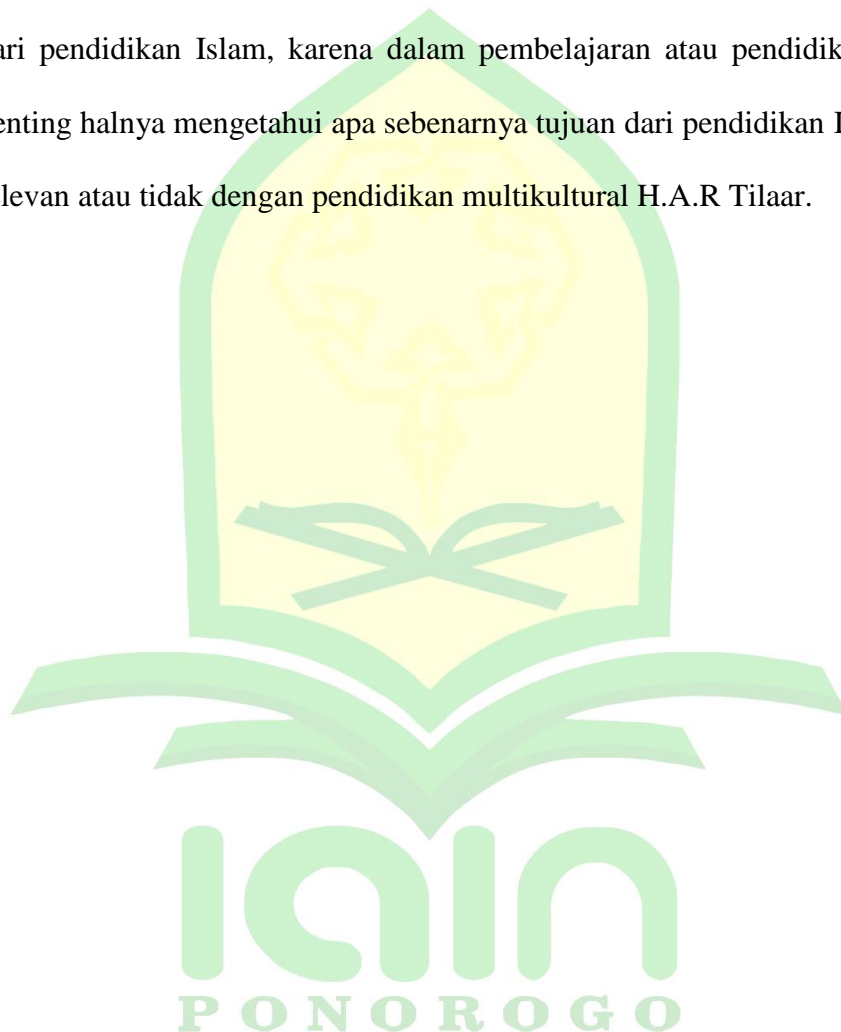 ari pendidikan Islam, karena dalam pembelajaran atau pendidik
enting halnya mengetahui apa sebenarnya tujuan dari pendidikan I
levan atau tidak dengan pendidikan multikultural H.A.R Tilaar.
iain
PONOROGO